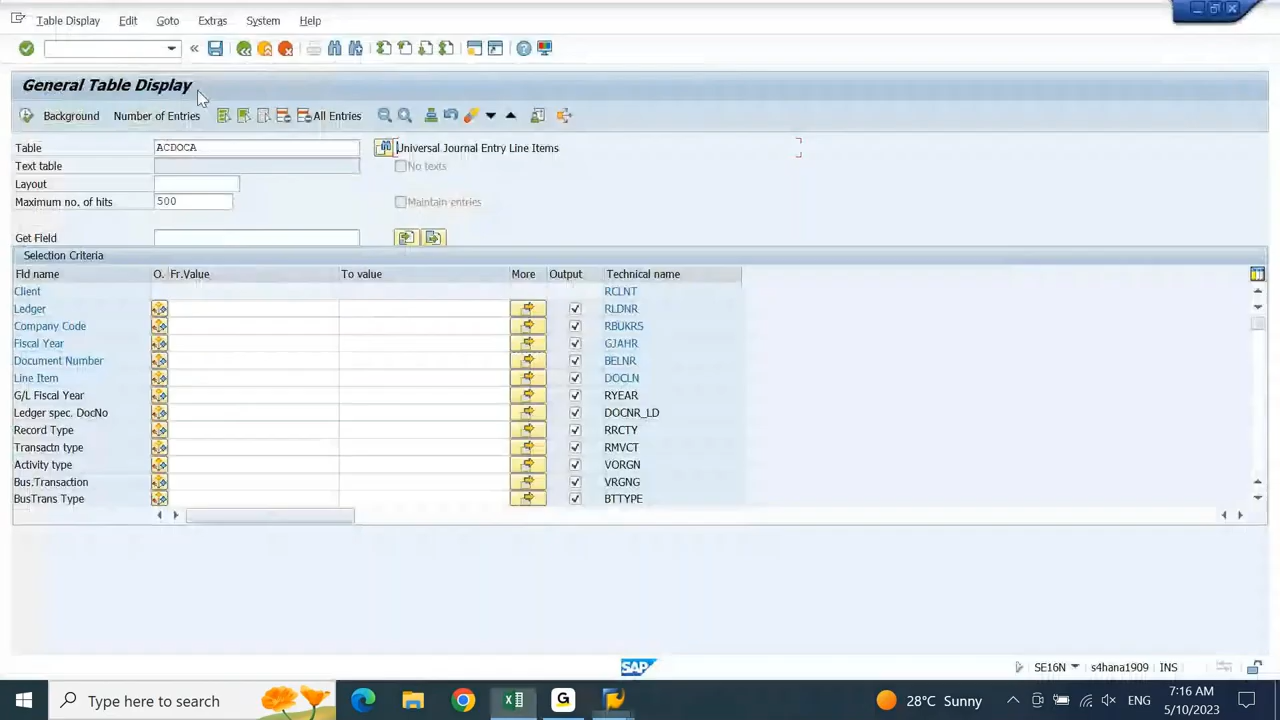 Table Display Edit Goto Extras System Help
«
General Table Display
Background Number of Entries All Entries
Table ACDOCA Universal Journal Entry Line Items
Text table No texts
Layout
Maximum no. of hits 500 Maintain entries
Get Field
Selection Criteria
Fld name O. Fr.Value To value More Output Technical name
Client RCLNT
Ledger RLDNR
Company Code RBUKRS
Fiscal Year GJAHR
Document Number BELNR
Line Item DOCLN
G/L Fiscal Year RYEAR
Ledger spec. DocNo DOCNR_LD
Record Type RRCTY
Transactn type RMVCT
Activity type VORGN
Bus.Transaction VRGNG
BusTrans Type BTTYPE
SAP SE16N s4hana1909 INS
Type here to search G 28°C Sunny ENG 7:16 AM
5/10/2023